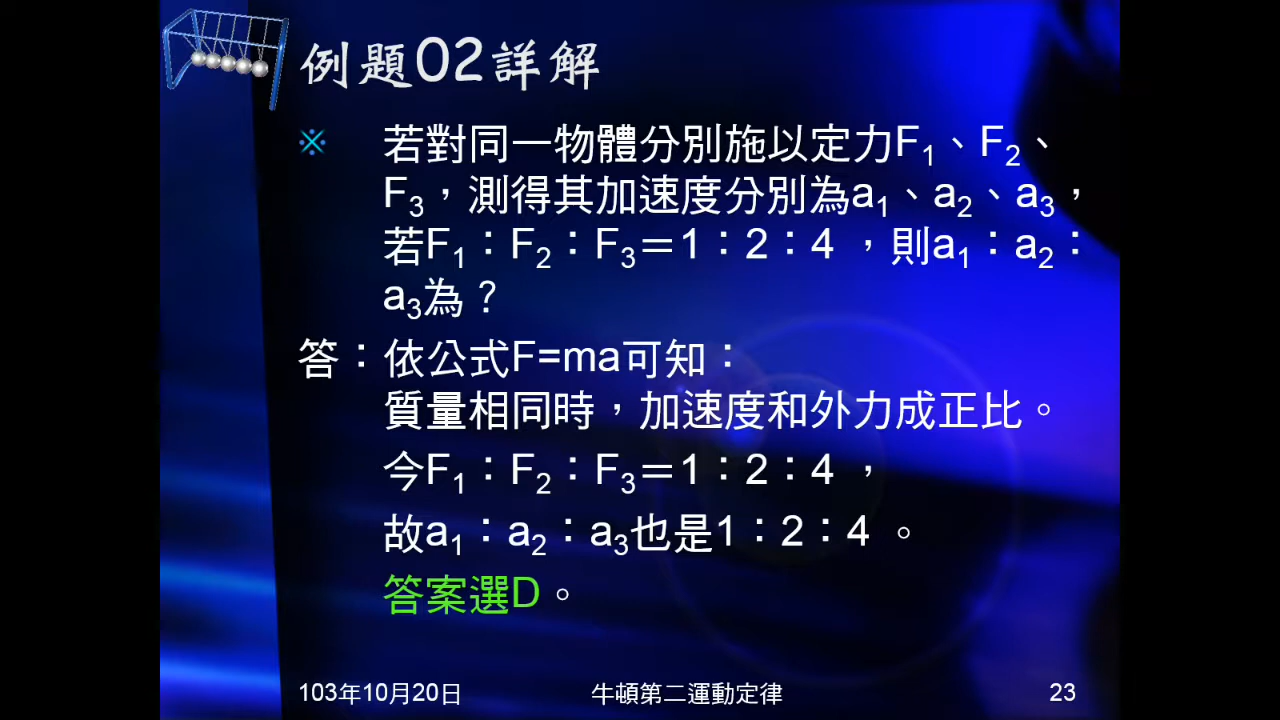 例題02詳解
※ 若對同一物體分別施以定力F₁、F₂、
F₃，測得其加速度分別為a₁、a₂、a₃，
若F₁：F₂：F₃＝1：2：4 ，則a₁：a₂：
a₃為？
答：依公式F=ma可知：
質量相同時，加速度和外力成正比。
今F₁：F₂：F₃＝1：2：4 ，
故a₁：a₂：a₃也是1：2：4 。
答案選D。
103年10月20日 牛頓第二運動定律 23